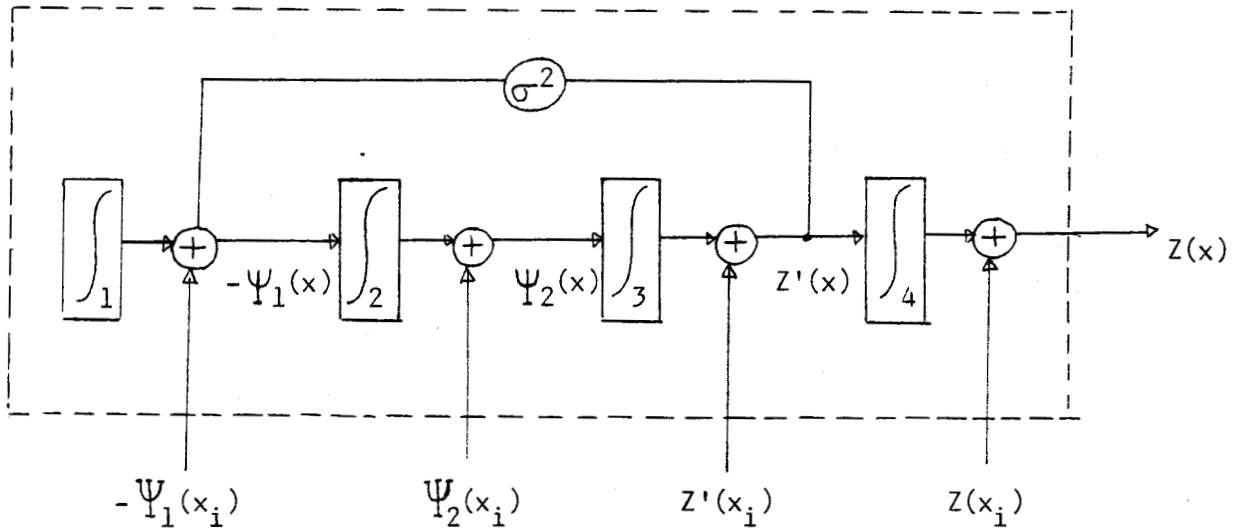 σ²
∫1 + ∫2 + ∫3 + ∫4 +
-Ψ₁(x) Ψ₂(x) Z'(x) Z(x)
-Ψ₁(xᵢ) Ψ₂(xᵢ) Z'(xᵢ) Z(xᵢ)